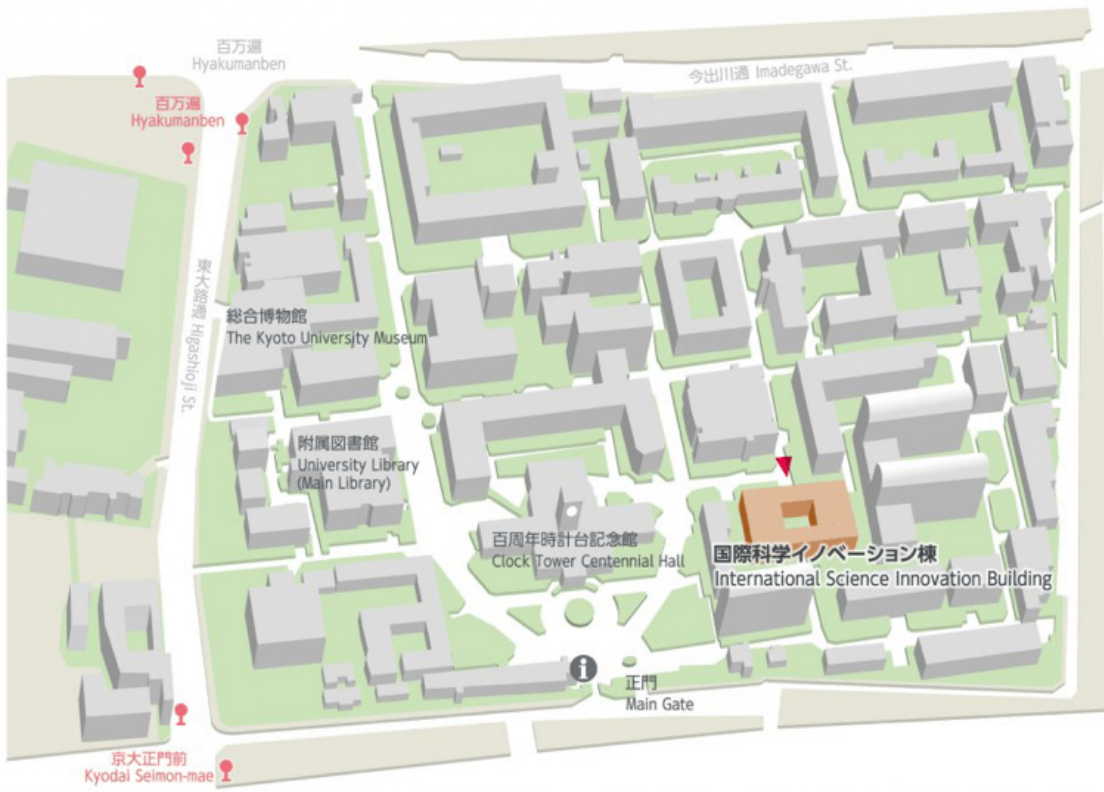 百万遍
Hyakumanben
今出川通 Imadegawa St.
百万遍
Hyakumanben
東大路通 Higashioji St.
総合博物館
The Kyoto University Museum
附属図書館
University Library
(Main Library)
百周年時計台記念館
Clock Tower Centennial Hall
国際科学イノベーション棟
International Science Innovation Building
i
正門
Main Gate
京大正門前
Kyodai Seimon-mae